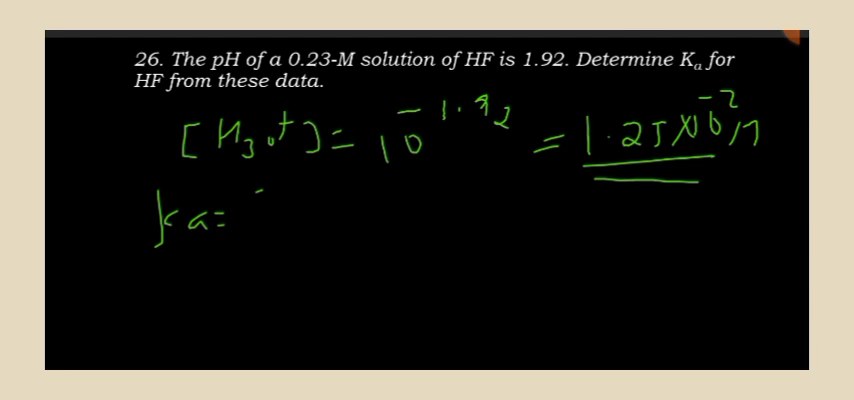 26. The pH of a 0.23-M solution of HF is 1.92. Determine Kₐ for
HF from these data.
[H₃O⁺] = 10⁻¹·⁹² = 1.25 X10⁻² M
ka =